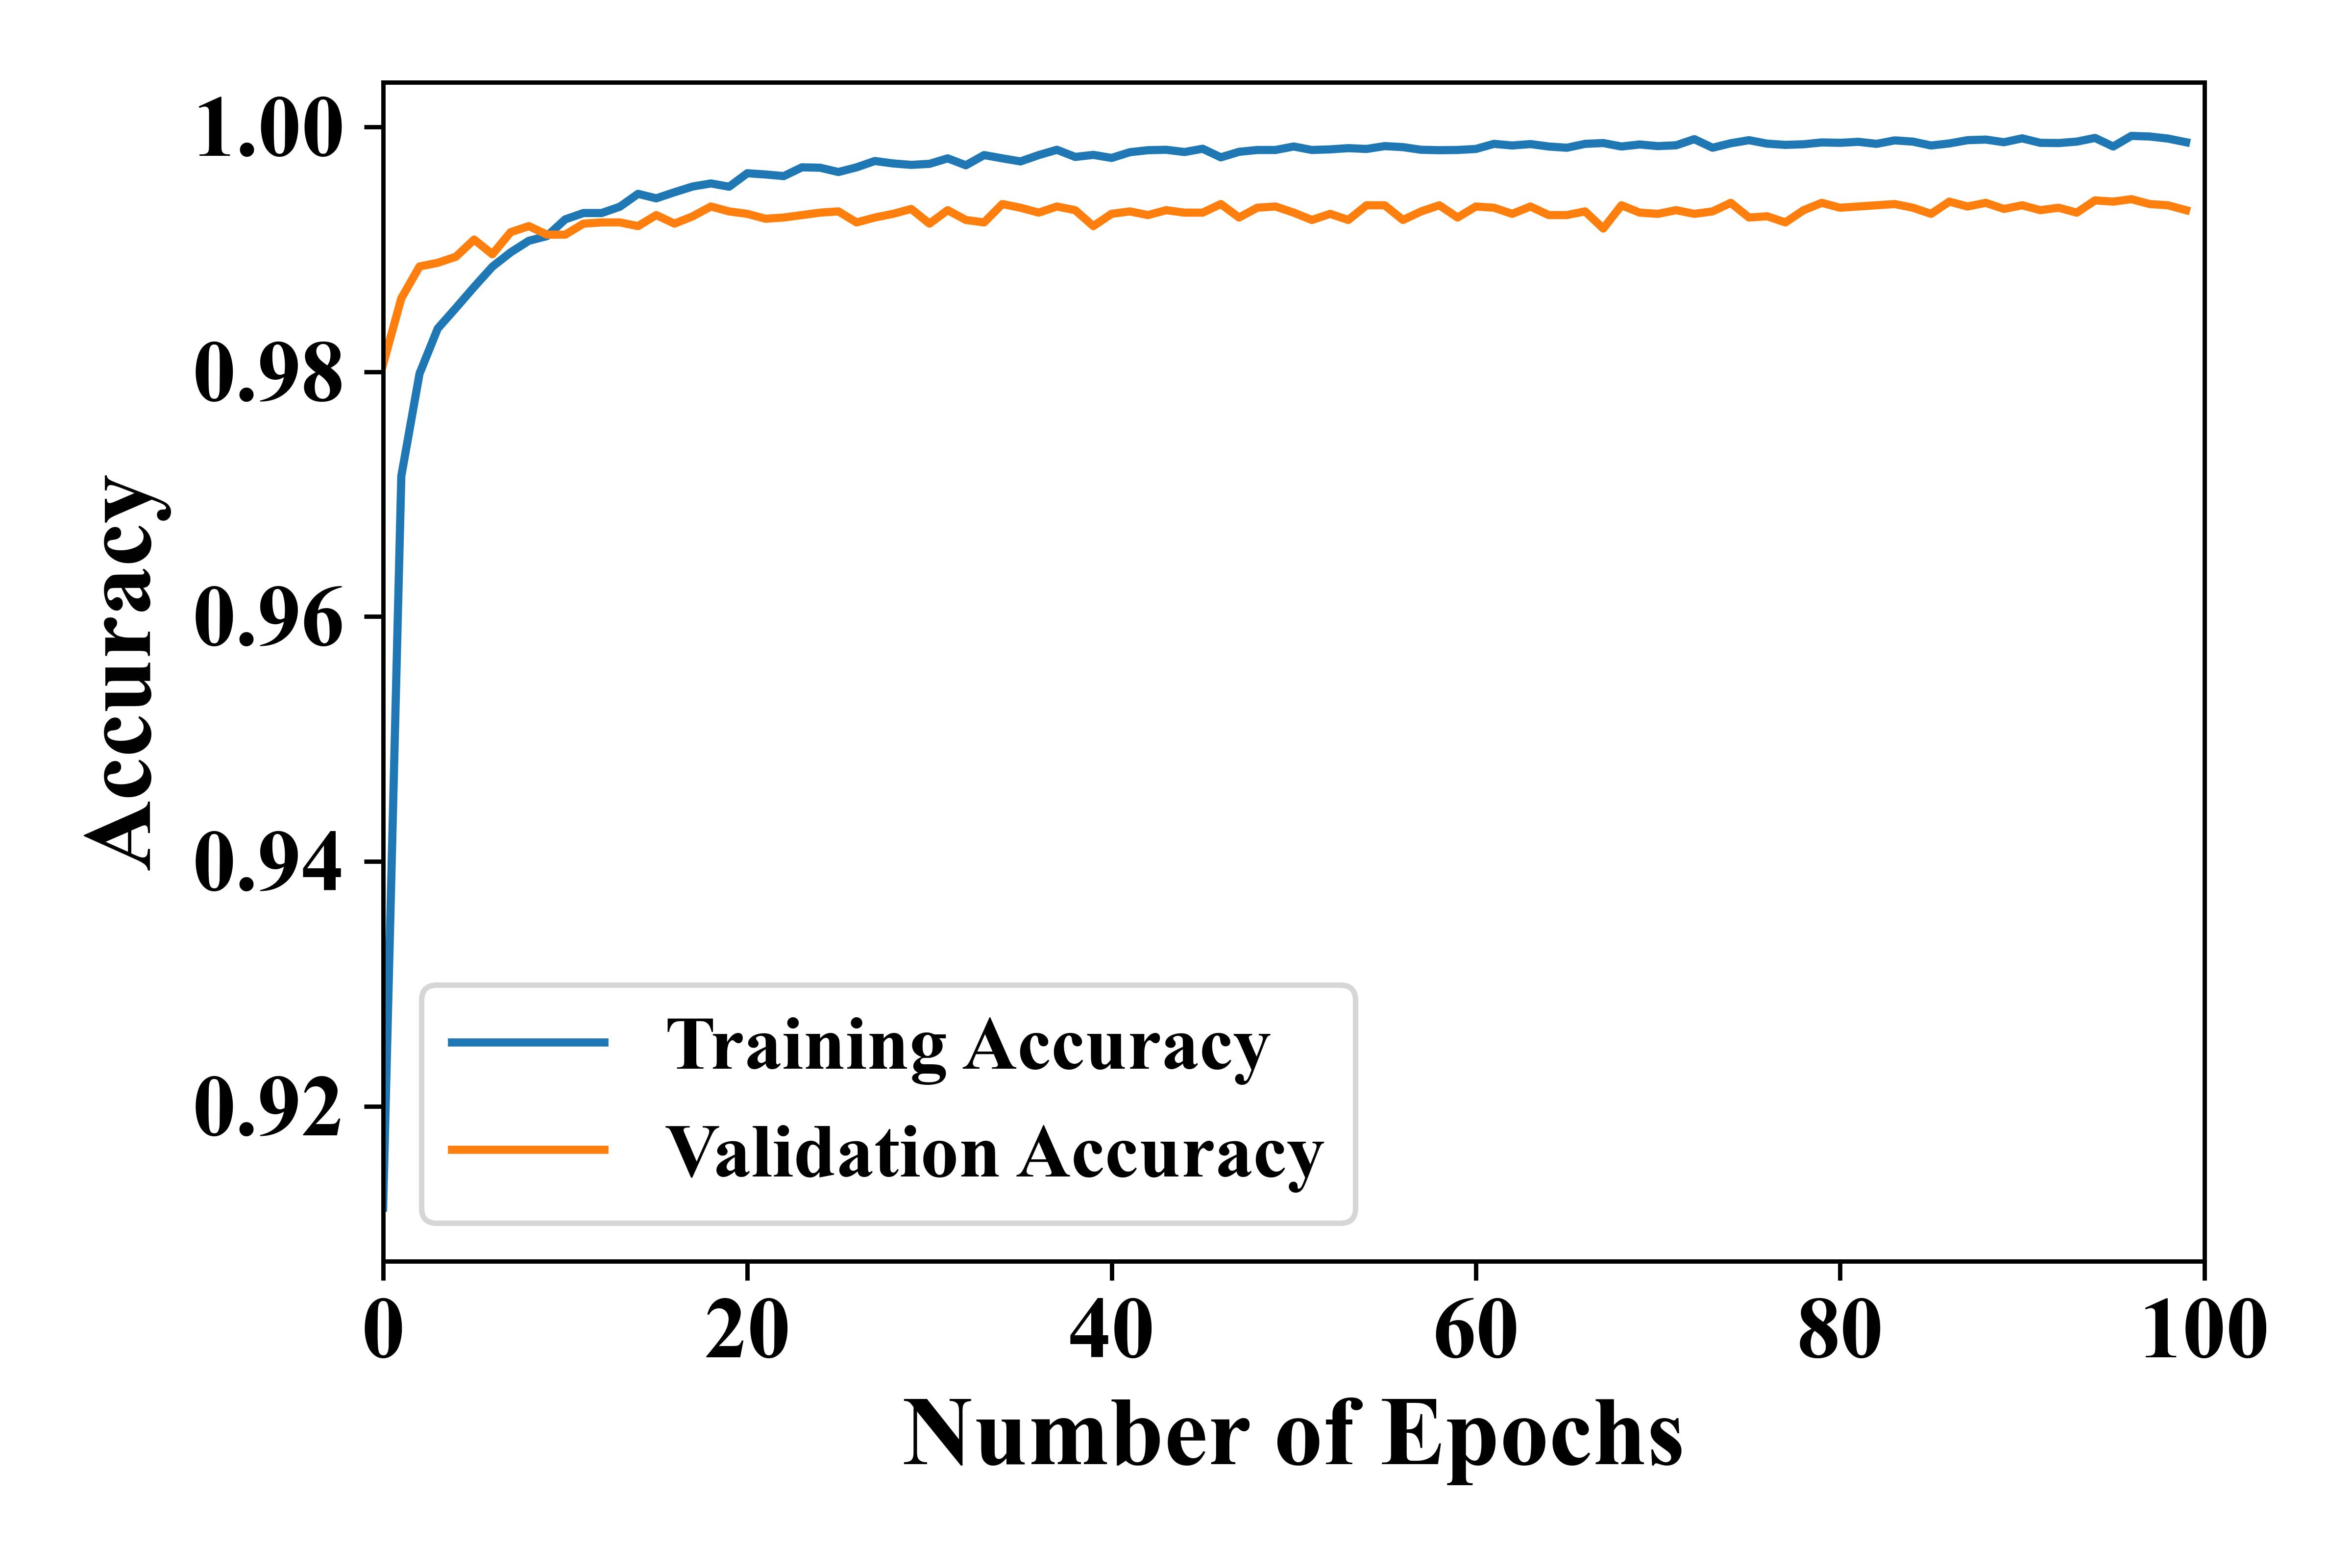 1.00
0.98
0.96
0.94
0.92
Accuracy
Training Accuracy
Validation Accuracy
0 20 40 60 80 100
Number of Epochs